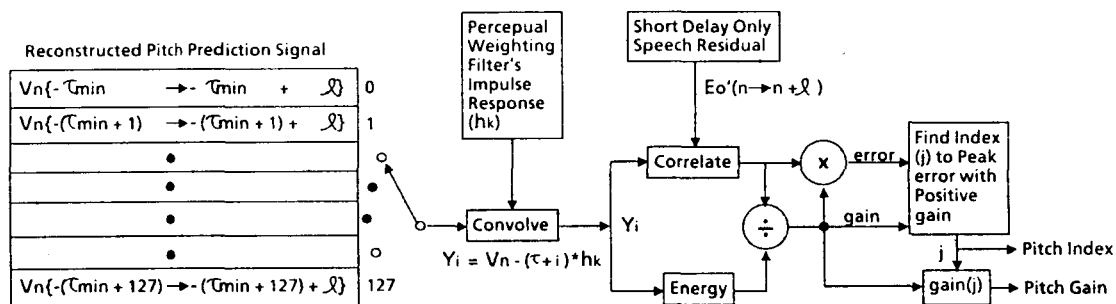 Reconstructed Pitch Prediction Signal
Vn{-τmin →- τmin + ℓ} 0
Vn{-(τmin + 1) →-(τmin + 1) + ℓ} 1
Vn{-(τmin + 127) →-(τmin + 127) + ℓ} 127
Percepual
Weighting
Filter's
Impulse
Response
(hk)
Convolve
Yi = Vn - (τ + i) * hk
Yi
Short Delay Only
Speech Residual
Eo'(n→n + ℓ )
Correlate
Energy
×
÷
error
gain
Find Index
(j) to Peak
error with
Positive
gain
j
Pitch Index
gain(j)
Pitch Gain